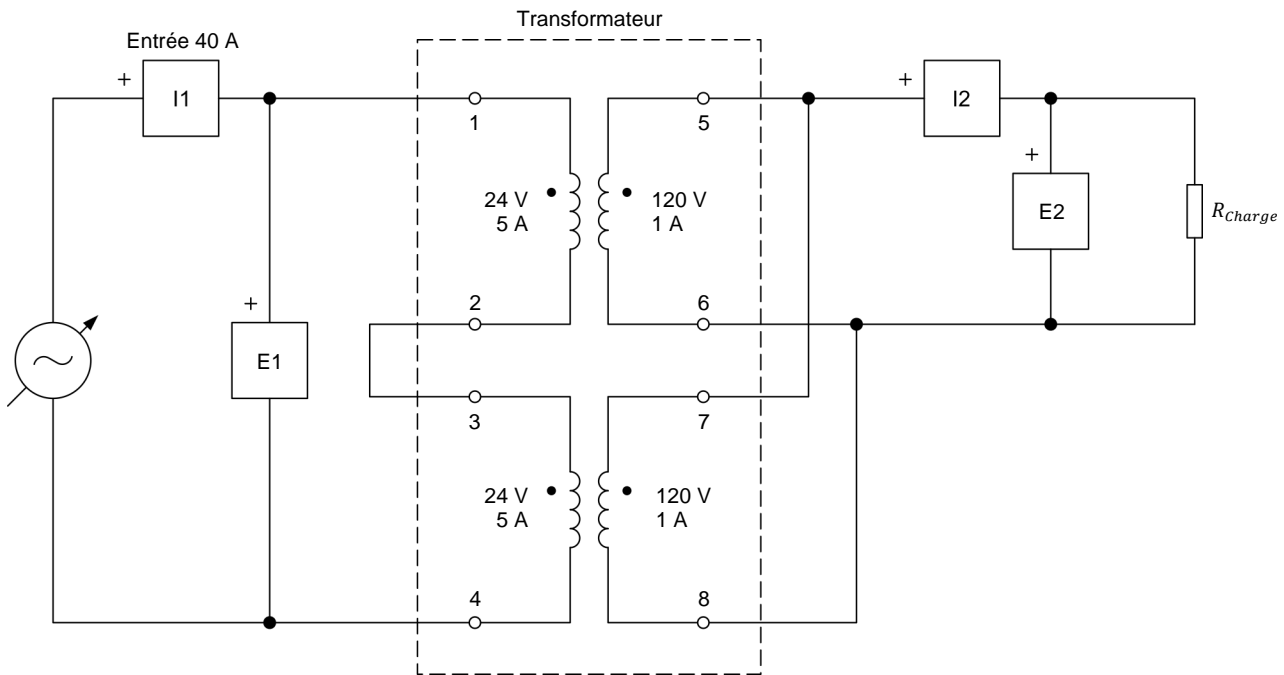 Transformateur
Entrée 40 A
+
I1
1
5
+
I2
24 V
5 A
120 V
1 A
+
E2
R_Charge
2
6
+
E1
3
7
24 V
5 A
120 V
1 A
4
8